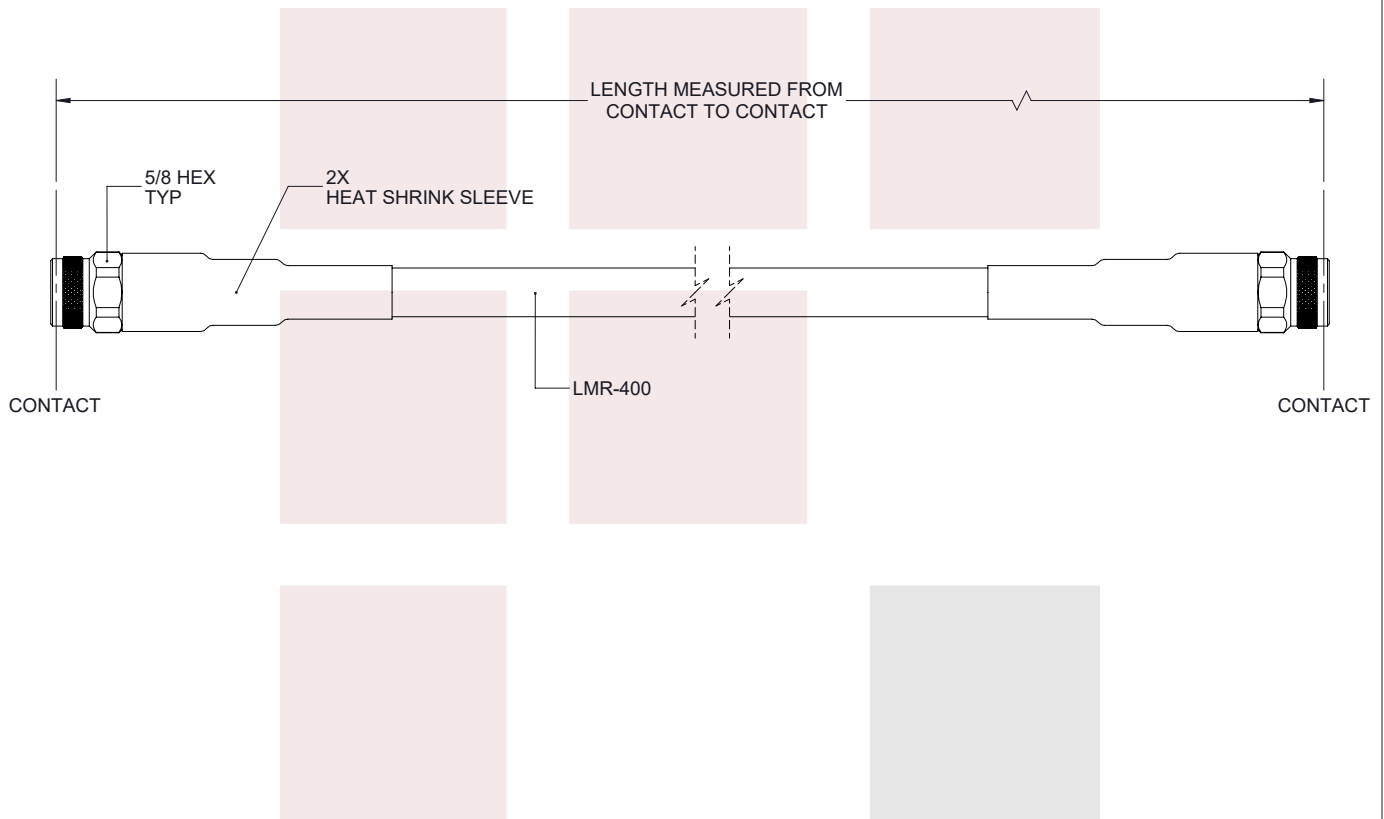 LENGTH MEASURED FROM
CONTACT TO CONTACT
5/8 HEX
TYP
2X
HEAT SHRINK SLEEVE
LMR-400
CONTACT
CONTACT